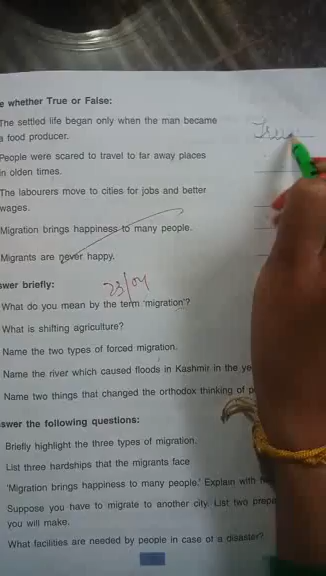 e whether True or False:
The settled life began only when the man became
a food producer.
True
People were scared to travel to far away places
in olden times.
The labourers move to cities for jobs and better
wages.
Migration brings happiness to many people.
Migrants are never happy.
swer briefly:
23/04
What do you mean by the term 'migration'?
What is shifting agriculture?
Name the two types of forced migration.
Name the river which caused floods in Kashmir in the ye
Name two things that changed the orthodox thinking of p
swer the following questions:
Briefly highlight the three types of migration.
List three hardships that the migrants face
'Migration brings happiness to many people.' Explain with
Suppose you have to migrate to another city. List two prepa
you will make.
What facilities are needed by people in case of a disaster?